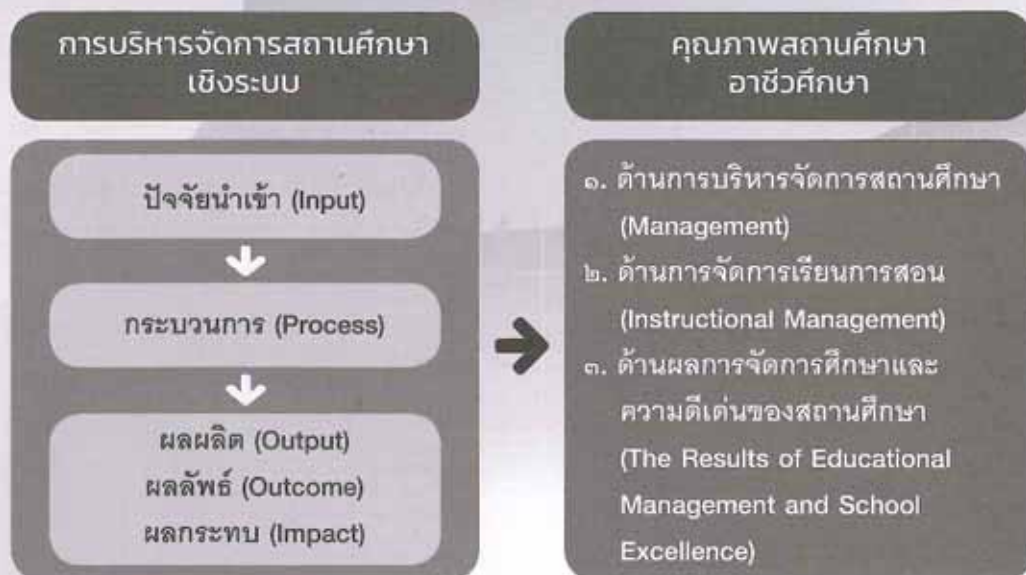 การบริหารจัดการสถานศึกษา
เชิงระบบ
ปัจจัยนำเข้า (Input)
กระบวนการ (Process)
ผลผลิต (Output)
ผลลัพธ์ (Outcome)
ผลกระทบ (Impact)
คุณภาพสถานศึกษา
อาชีวศึกษา
๑. ด้านการบริหารจัดการสถานศึกษา
(Management)
๒. ด้านการจัดการเรียนการสอน
(Instructional Management)
๓. ด้านผลการจัดการศึกษาและ
ความดีเด่นของสถานศึกษา
(The Results of Educational
Management and School
Excellence)